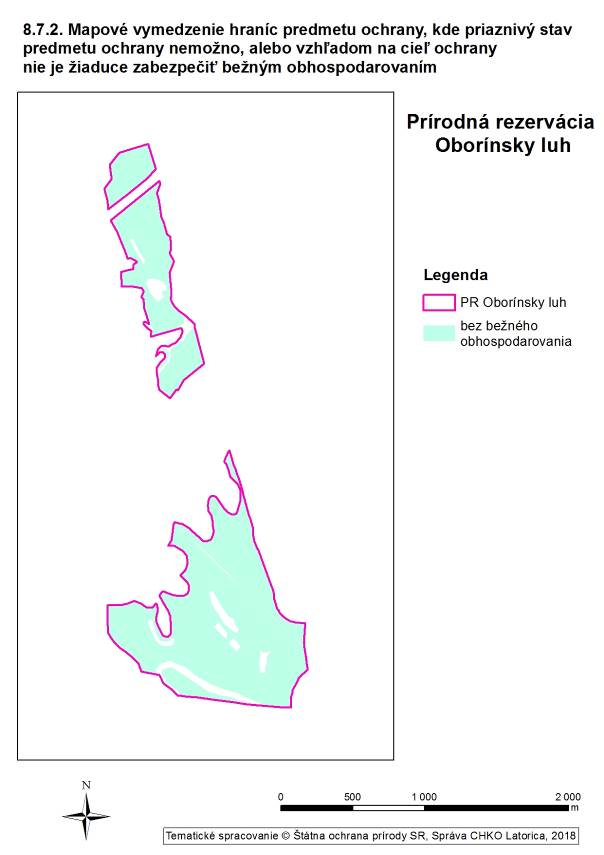 8.7.2. Mapové vymedzenie hraníc predmetu ochrany, kde priaznivý stav
predmetu ochrany nemožno, alebo vzhľadom na cieľ ochrany
nie je žiaduce zabezpečiť bežným obhospodarovaním
Prírodná rezervácia
Oborínsky luh
Legenda
PR Oborínsky luh
bez bežného
obhospodarovania
N
0 500 1 000 2 000
m
Tematické spracovanie © Štátna ochrana prírody SR, Správa CHKO Latorica, 2018